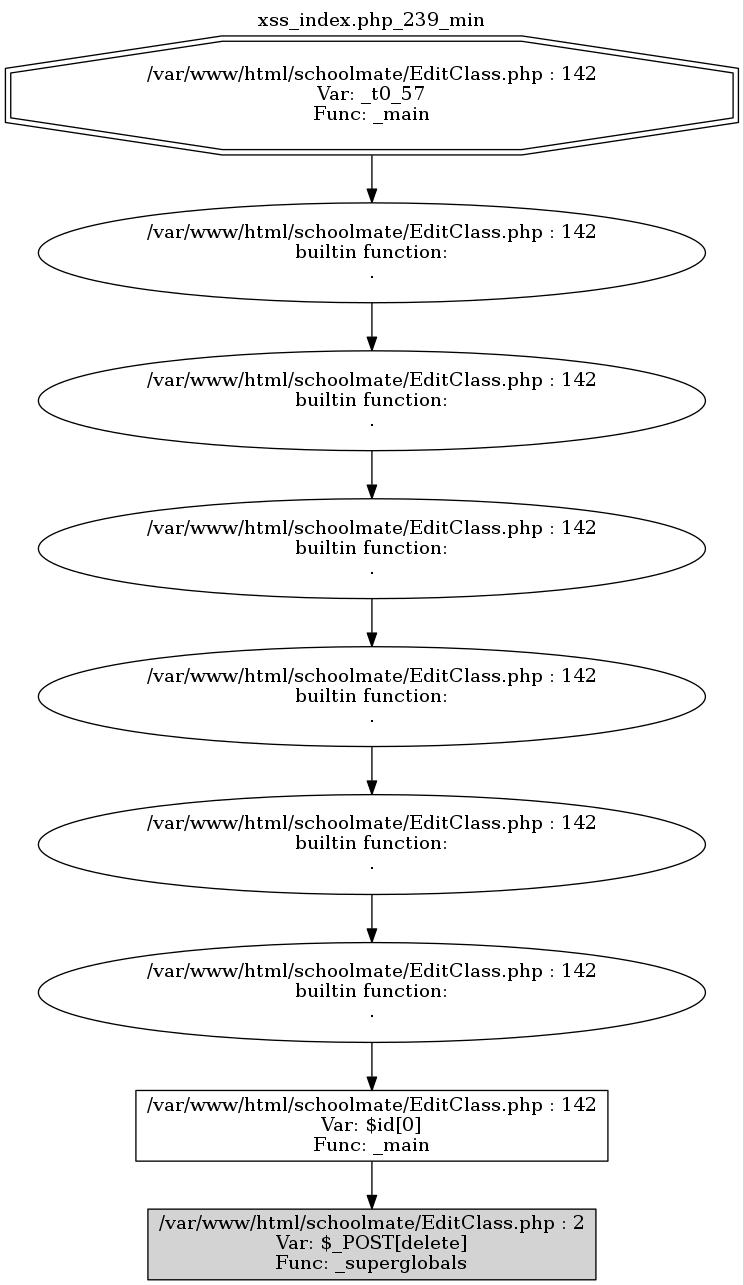 xss_index.php_239_min
/var/www/html/schoolmate/EditClass.php : 142
Var: _t0_57
Func: _main
/var/www/html/schoolmate/EditClass.php : 142
builtin function:
.
/var/www/html/schoolmate/EditClass.php : 142
builtin function:
.
/var/www/html/schoolmate/EditClass.php : 142
builtin function:
.
/var/www/html/schoolmate/EditClass.php : 142
builtin function:
.
/var/www/html/schoolmate/EditClass.php : 142
builtin function:
.
/var/www/html/schoolmate/EditClass.php : 142
builtin function:
.
/var/www/html/schoolmate/EditClass.php : 142
Var: $id[0]
Func: _main
/var/www/html/schoolmate/EditClass.php : 2
Var: $_POST[delete]
Func: _superglobals